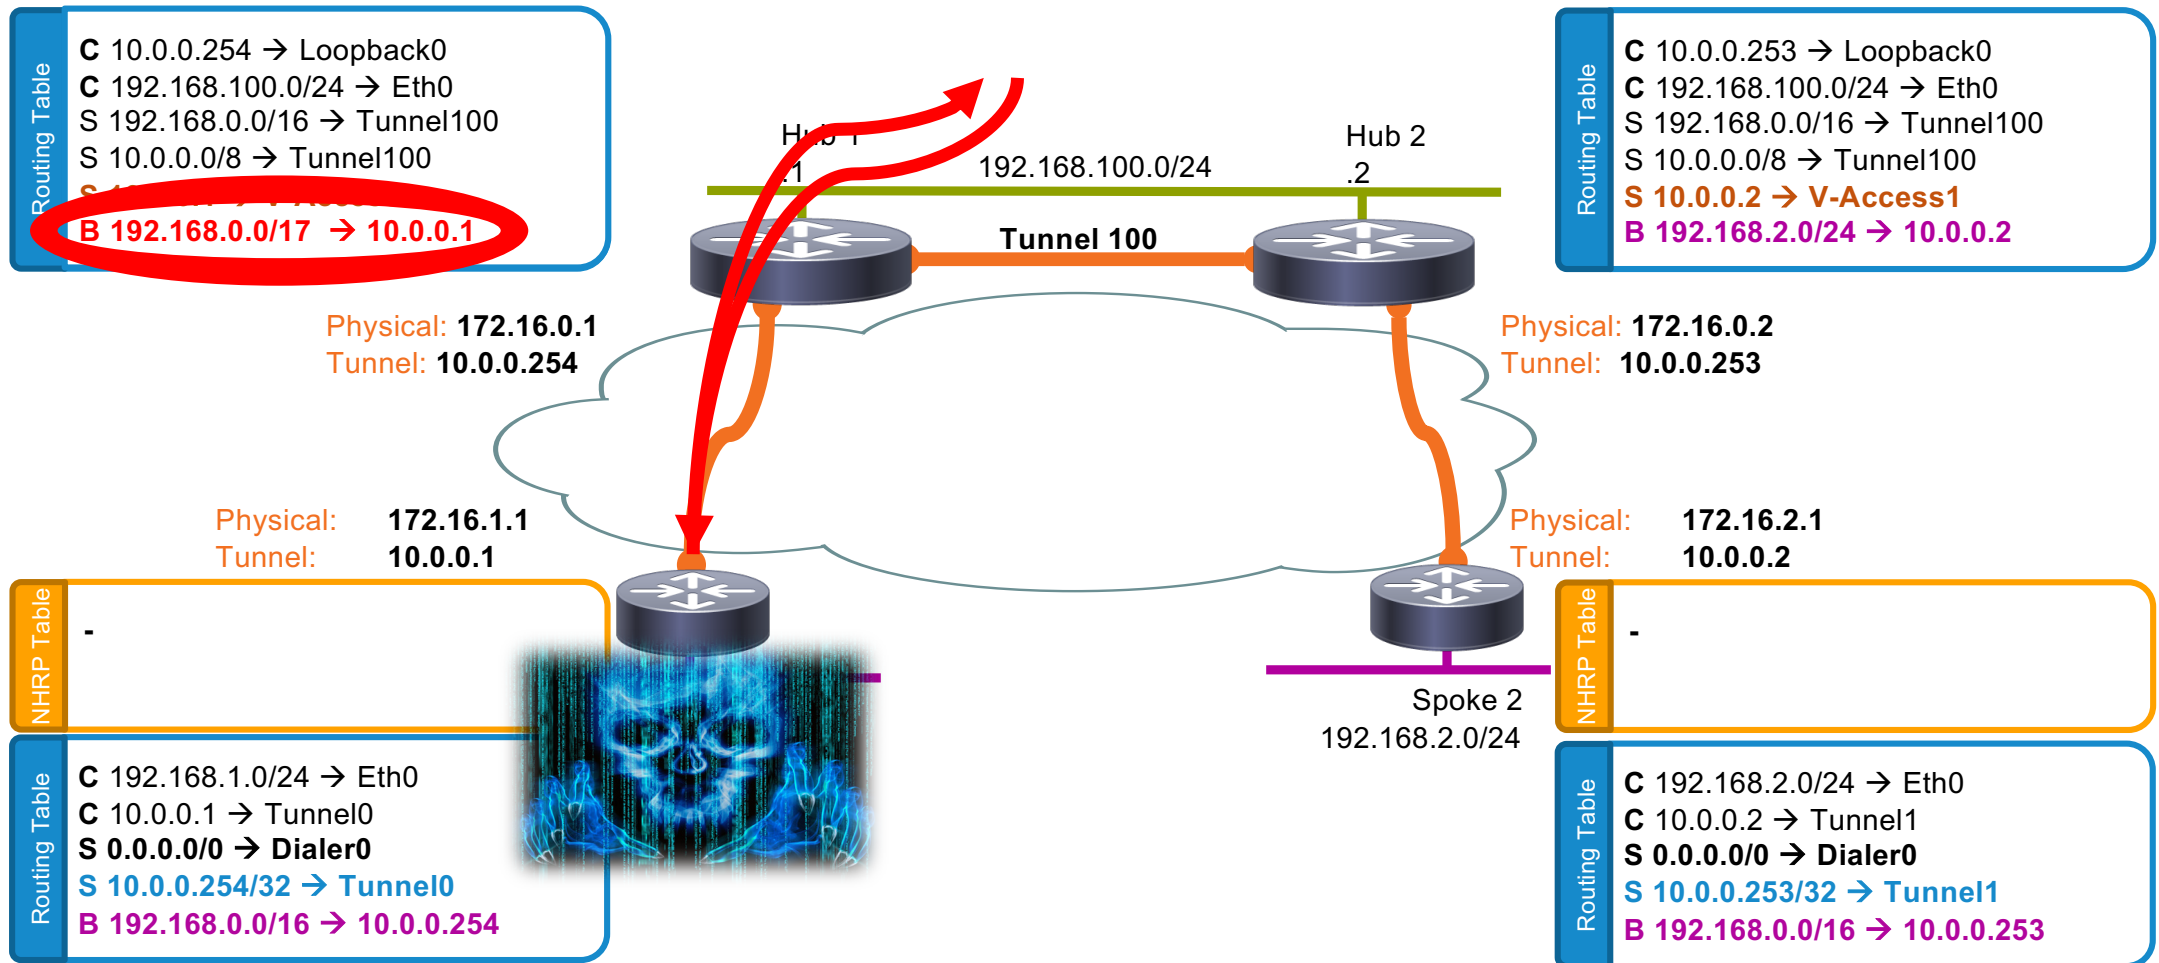 Routing Table
C 10.0.0.254 → Loopback0
C 192.168.100.0/24 → Eth0
S 192.168.0.0/16 → Tunnel100
S 10.0.0.0/8 → Tunnel100
S
B 192.168.0.0/17 → 10.0.0.1
Hub 1
.1
192.168.100.0/24
Hub 2
.2
Tunnel 100
Routing Table
C 10.0.0.253 → Loopback0
C 192.168.100.0/24 → Eth0
S 192.168.0.0/16 → Tunnel100
S 10.0.0.0/8 → Tunnel100
S 10.0.0.2 → V-Access1
B 192.168.2.0/24 → 10.0.0.2
Physical: 172.16.0.1
Tunnel: 10.0.0.254
Physical: 172.16.0.2
Tunnel: 10.0.0.253
Physical: 172.16.1.1
Tunnel: 10.0.0.1
Physical: 172.16.2.1
Tunnel: 10.0.0.2
NHRP Table
-
Spoke 2
192.168.2.0/24
NHRP Table
-
Routing Table
C 192.168.1.0/24 → Eth0
C 10.0.0.1 → Tunnel0
S 0.0.0.0/0 → Dialer0
S 10.0.0.254/32 → Tunnel0
B 192.168.0.0/16 → 10.0.0.254
Routing Table
C 192.168.2.0/24 → Eth0
C 10.0.0.2 → Tunnel1
S 0.0.0.0/0 → Dialer0
S 10.0.0.253/32 → Tunnel1
B 192.168.0.0/16 → 10.0.0.253